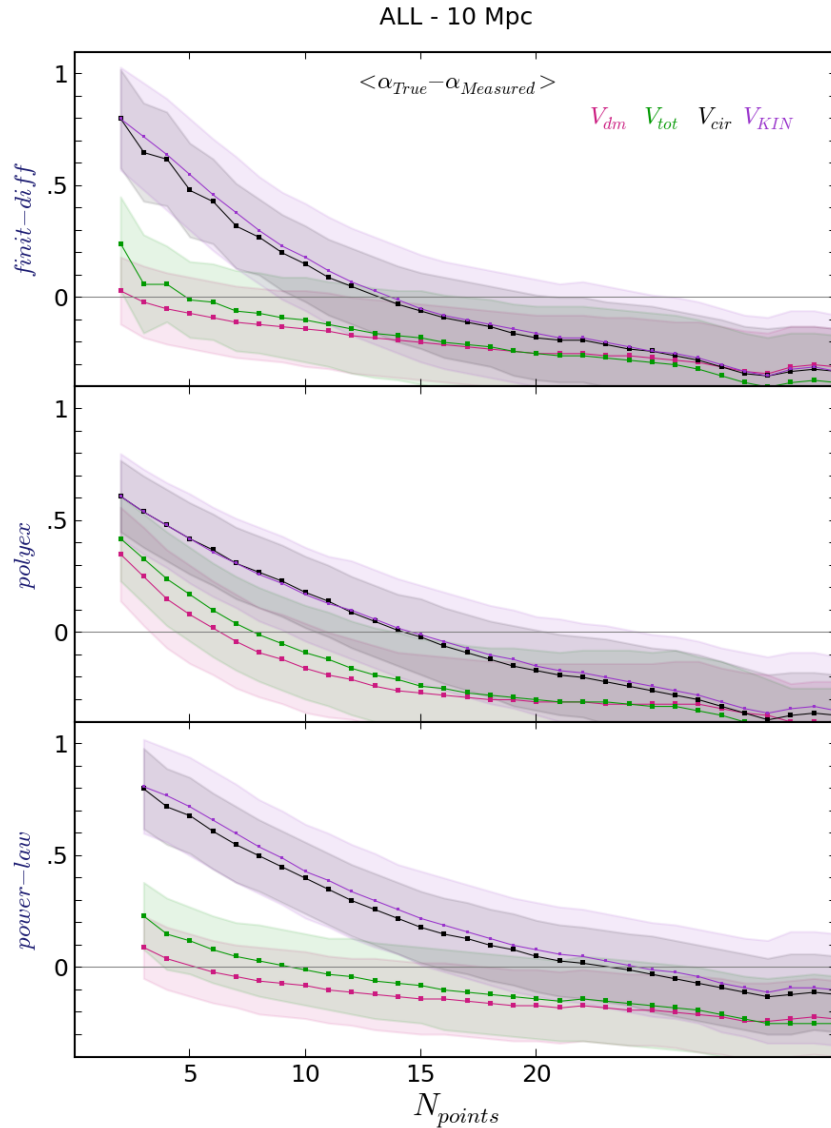 ALL - 10 Mpc
<α_True−α_Measured>
V_dm V_tot V_cir V_KIN
1
.5
0
finit−diff
1
.5
0
polyex
1
.5
0
power−law
5 10 15 20
N_points